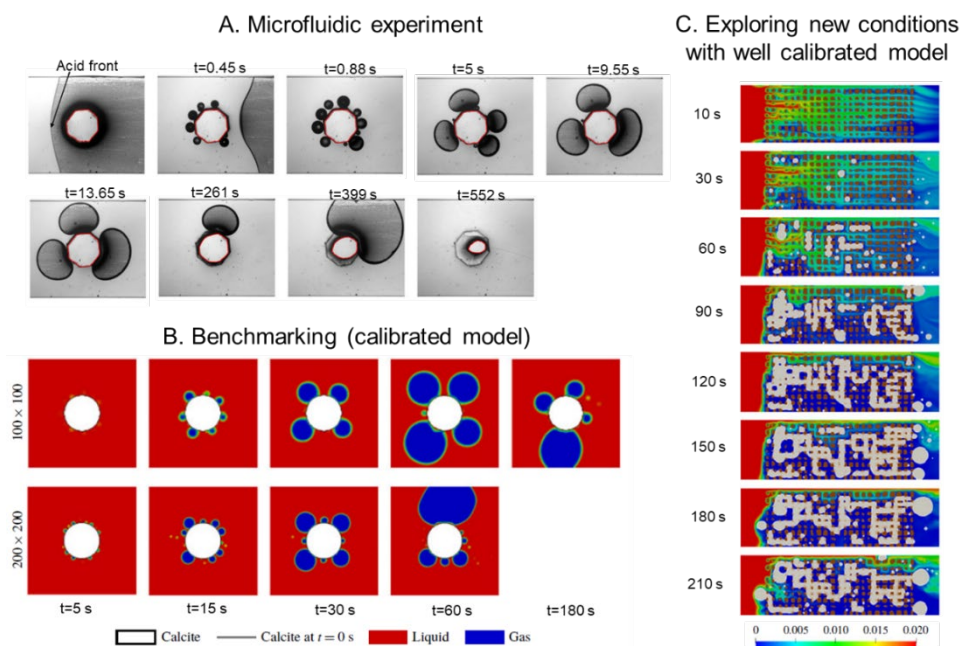 A. Microfluidic experiment
Acid front
t=0.45 s
t=0.88 s
t=5 s
t=9.55 s
t=13.65 s
t=261 s
t=399 s
t=552 s
B. Benchmarking (calibrated model)
100 × 100
200 × 200
t=5 s
t=15 s
t=30 s
t=60 s
t=180 s
Calcite
Calcite at t = 0 s
Liquid
Gas
C. Exploring new conditions
with well calibrated model
10 s
30 s
60 s
90 s
120 s
150 s
180 s
210 s
0 0.005 0.010 0.015 0.020